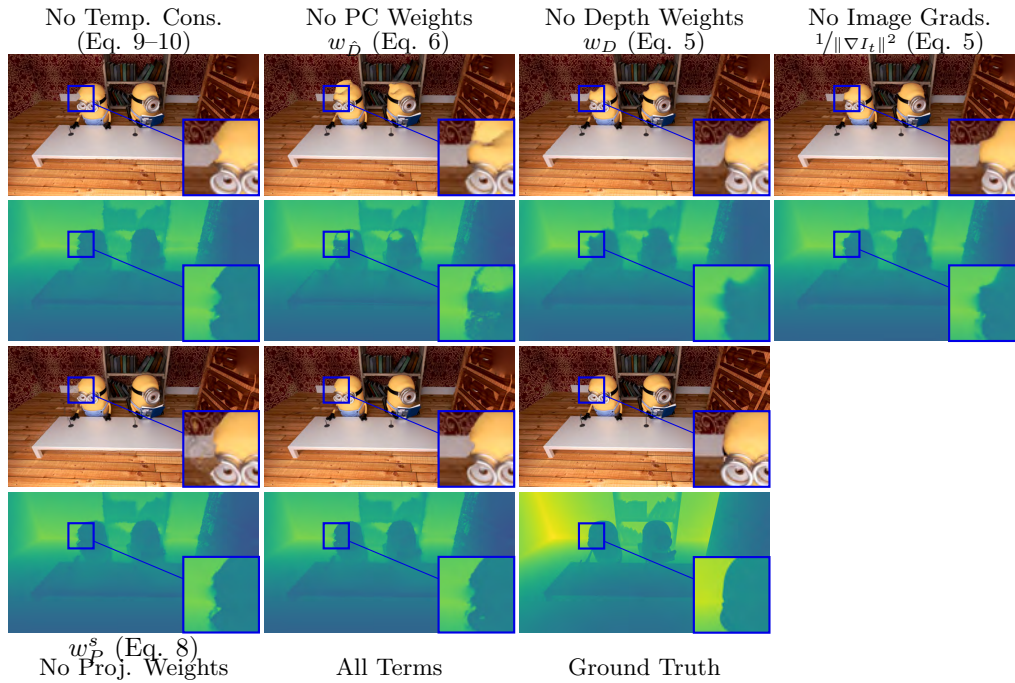 No Temp. Cons. No PC Weights No Depth Weights No Image Grads.
(Eq. 9–10) w_D̂ (Eq. 6) w_D (Eq. 5) 1/‖∇I_t‖² (Eq. 5)
w_P^s (Eq. 8)
No Proj. Weights All Terms Ground Truth